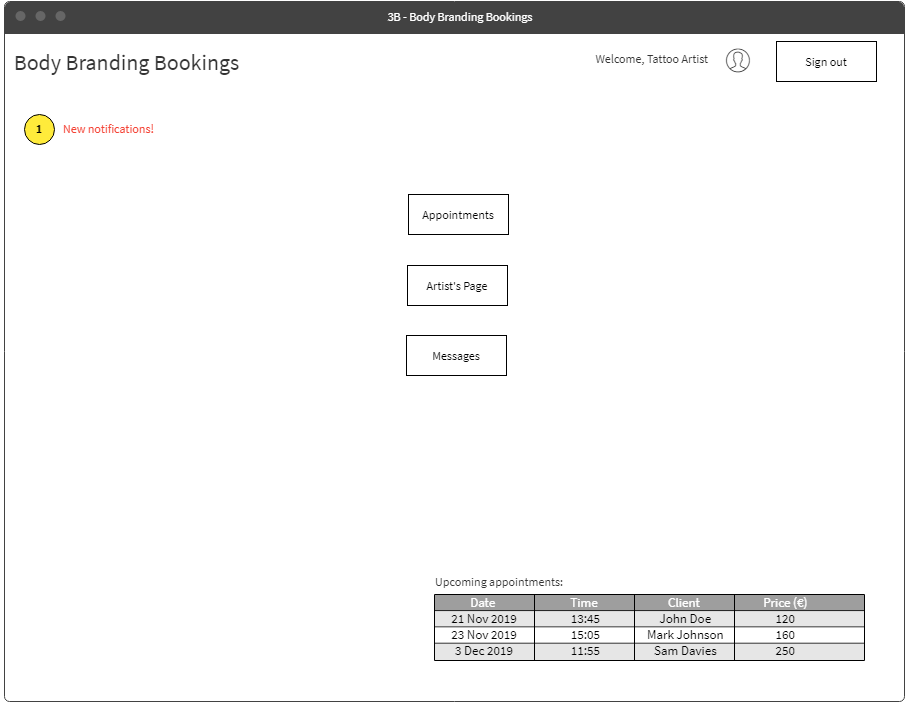 3B - Body Branding Bookings
Body Branding Bookings
Welcome, Tattoo Artist
Sign out
1 New notifications!
Appointments
Artist's Page
Messages
Upcoming appointments:
Date Time Client Price (€)
21 Nov 2019 13:45 John Doe 120
23 Nov 2019 15:05 Mark Johnson 160
3 Dec 2019 11:55 Sam Davies 250